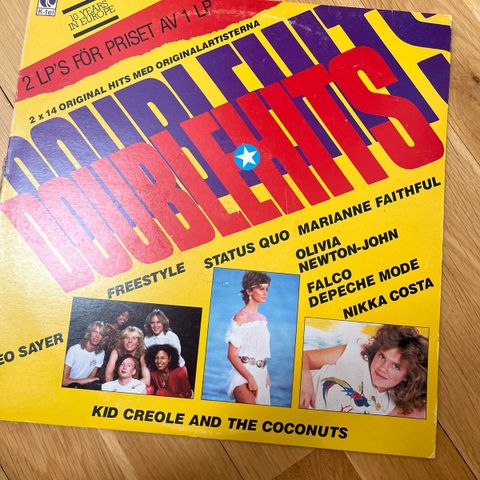 K-tel
10 YEARS
IN EUROPE
2 LP'S FÖR PRISET AV 1 LP
2 x 14 ORIGINAL HITS MED ORIGINALARTISTERNA
DOUBLEHITS
DOUBLEHITS
MARIANNE FAITHFUL
STATUS QUO
FREESTYLE
OLIVIA
NEWTON-JOHN
FALCO
DEPECHE MODE
NIKKA COSTA
EO SAYER
KID CREOLE AND THE COCONUTS